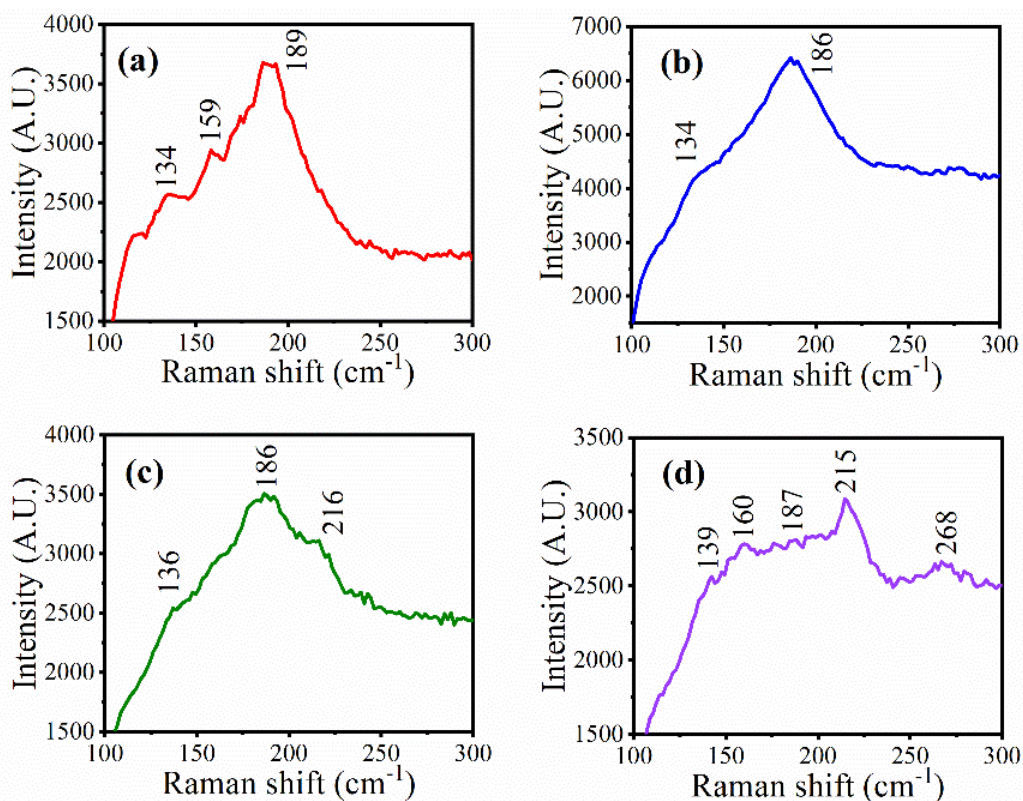 (a)
134
159
189
4000
3500
3000
2500
2000
1500
100 150 200 250 300
Intensity (A.U.)
Raman shift (cm⁻¹)
(b)
134
186
7000
6000
5000
4000
3000
2000
100 150 200 250 300
Intensity (A.U.)
Raman shift (cm⁻¹)
(c)
136
186
216
4000
3500
3000
2500
2000
1500
100 150 200 250 300
Intensity (A.U.)
Raman shift (cm⁻¹)
(d)
139
160
187
215
268
3500
3000
2500
2000
1500
100 150 200 250 300
Intensity (A.U.)
Raman shift (cm⁻¹)